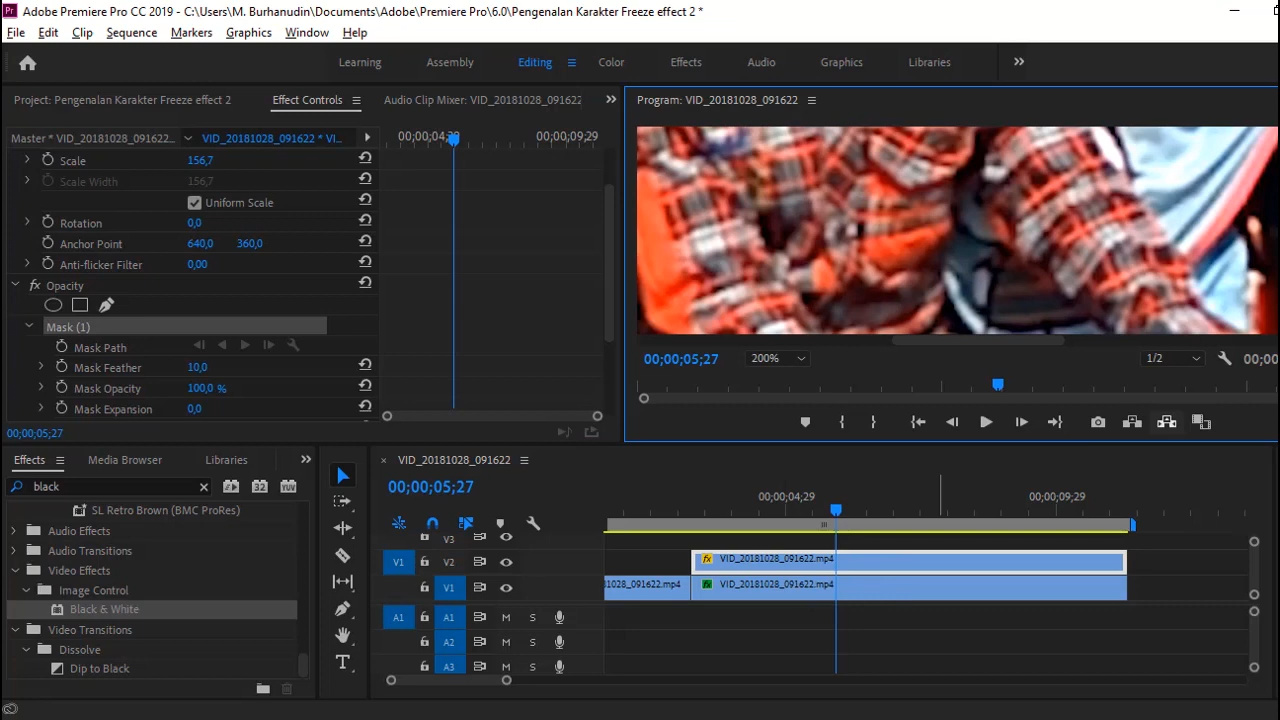 Adobe Premiere Pro CC 2019 - C:\Users\M. Burhanudin\Documents\Adobe\Premiere Pro\6.0\Pengenalan Karakter Freeze effect 2 *
File Edit Clip Sequence Markers Graphics Window Help
Learning Assembly Editing Color Effects Audio Graphics Libraries
Project: Pengenalan Karakter Freeze effect 2 Effect Controls Audio Clip Mixer: VID_20181028_091622
Program: VID_20181028_091622
Master * VID_20181028_091622... VID_20181028_091622 * VI...
00;00;04;29 00;00;09;29
Scale 156,7
Scale Width 156,7
Uniform Scale
Rotation 0,0
Anchor Point 640,0 360,0
Anti-flicker Filter 0,00
fx Opacity
Mask (1)
Mask Path
Mask Feather 10,0
Mask Opacity 100,0 %
Mask Expansion 0,0
00;00;05;27
00;00;05;27 200% 1/2 00;00
Effects Media Browser Libraries
black 32 YUV
SL Retro Brown (BMC ProRes)
Audio Effects
Audio Transitions
Video Effects
Image Control
Black & White
Video Transitions
Dissolve
Dip to Black
× VID_20181028_091622
00;00;05;27
00;00;04;29 00;00;09;29
V3
V1 V2 fx VID_20181028_091622.mp4
V1 1028_091622.mp4 fx VID_20181028_091622.mp4
A1 A1 M S
A2 M S
A3 M S